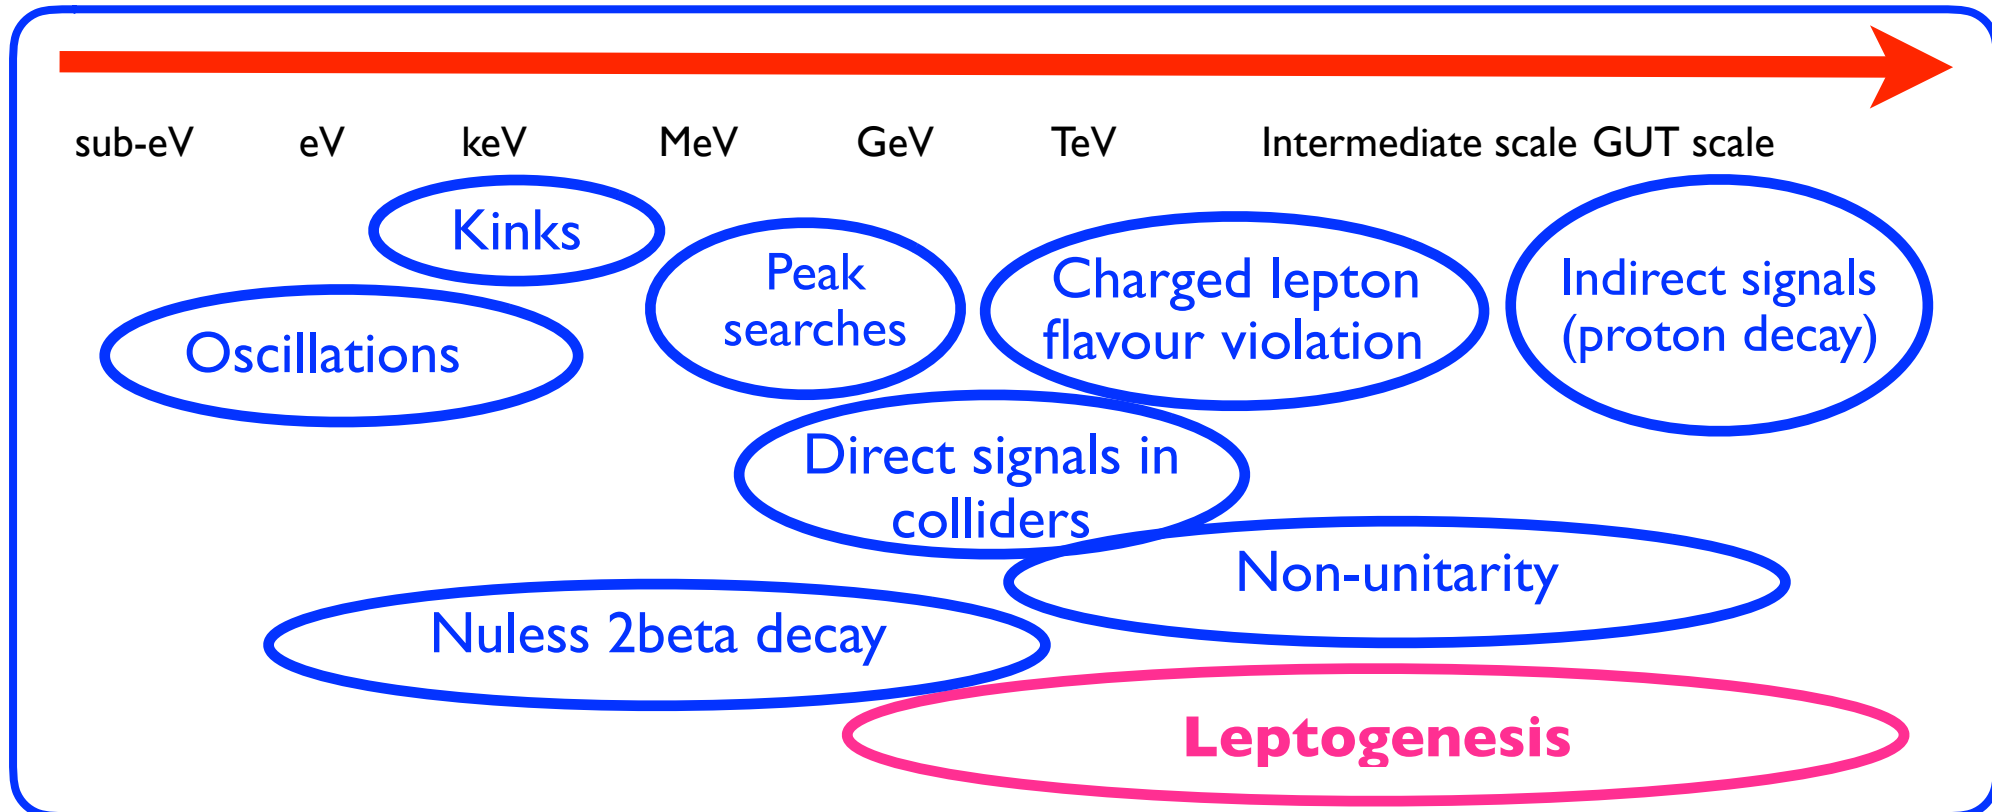 sub-eV eV keV MeV GeV TeV Intermediate scale GUT scale
Kinks
Oscillations
Peak
searches
Charged lepton
flavour violation
Indirect signals
(proton decay)
Direct signals in
colliders
Non-unitarity
Nuless 2beta decay
Leptogenesis